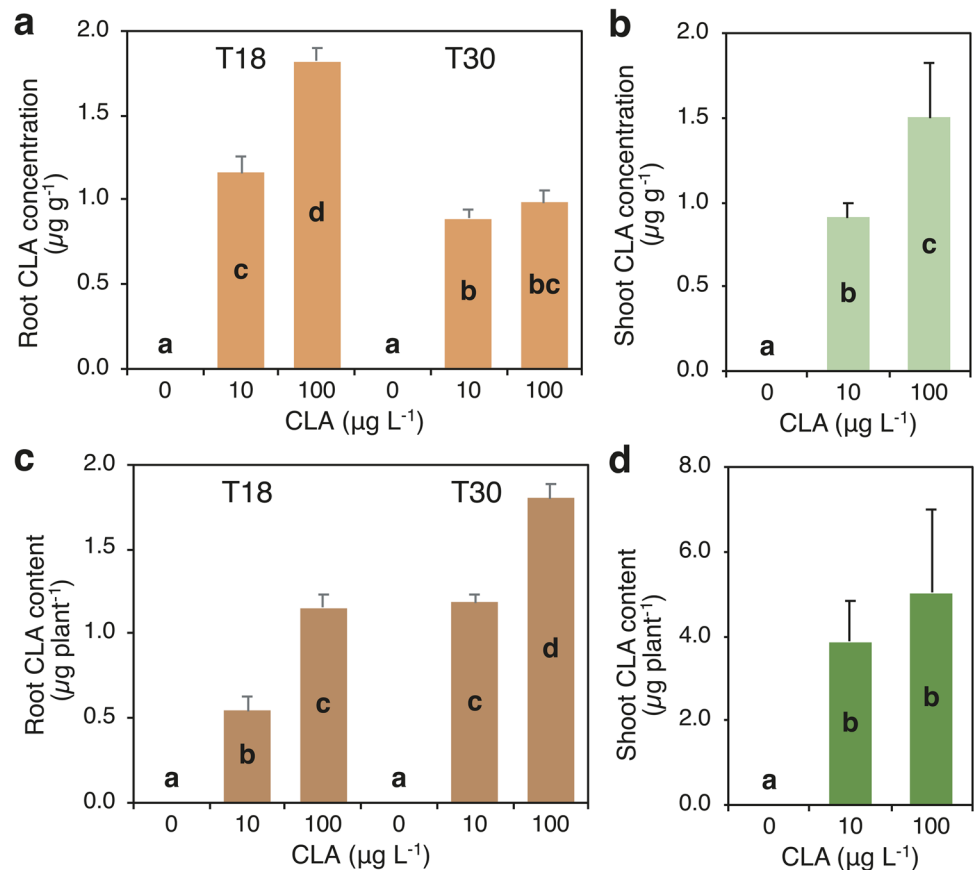 a
Root CLA concentration
(µg g⁻¹)
2.0
1.5
1.0
0.5
0.0
T18
T30
a
c
d
a
b
bc
0 10 100 0 10 100
CLA (µg L⁻¹)
b
Shoot CLA concentration
(µg g⁻¹)
2.0
1.5
1.0
0.5
0.0
a
b
c
0 10 100
CLA (µg L⁻¹)
c
Root CLA content
(µg plant⁻¹)
2.0
1.5
1.0
0.5
0.0
T18
T30
a
b
c
a
c
d
0 10 100 0 10 100
CLA (µg L⁻¹)
d
Shoot CLA content
(µg plant⁻¹)
8.0
6.0
4.0
2.0
0.0
a
b
b
0 10 100
CLA (µg L⁻¹)